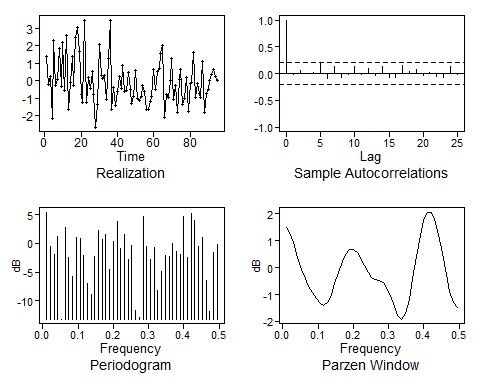 3
2
1
0
-1
-2
0 20 40 60 80
Time
Realization
1.0
0.5
0.0
-0.5
-1.0
0 5 10 15 20 25
Lag
Sample Autocorrelations
5
0
-5
-10
dB
0.0 0.1 0.2 0.3 0.4 0.5
Frequency
Periodogram
2
1
0
-1
-2
dB
0.0 0.1 0.2 0.3 0.4 0.5
Frequency
Parzen Window